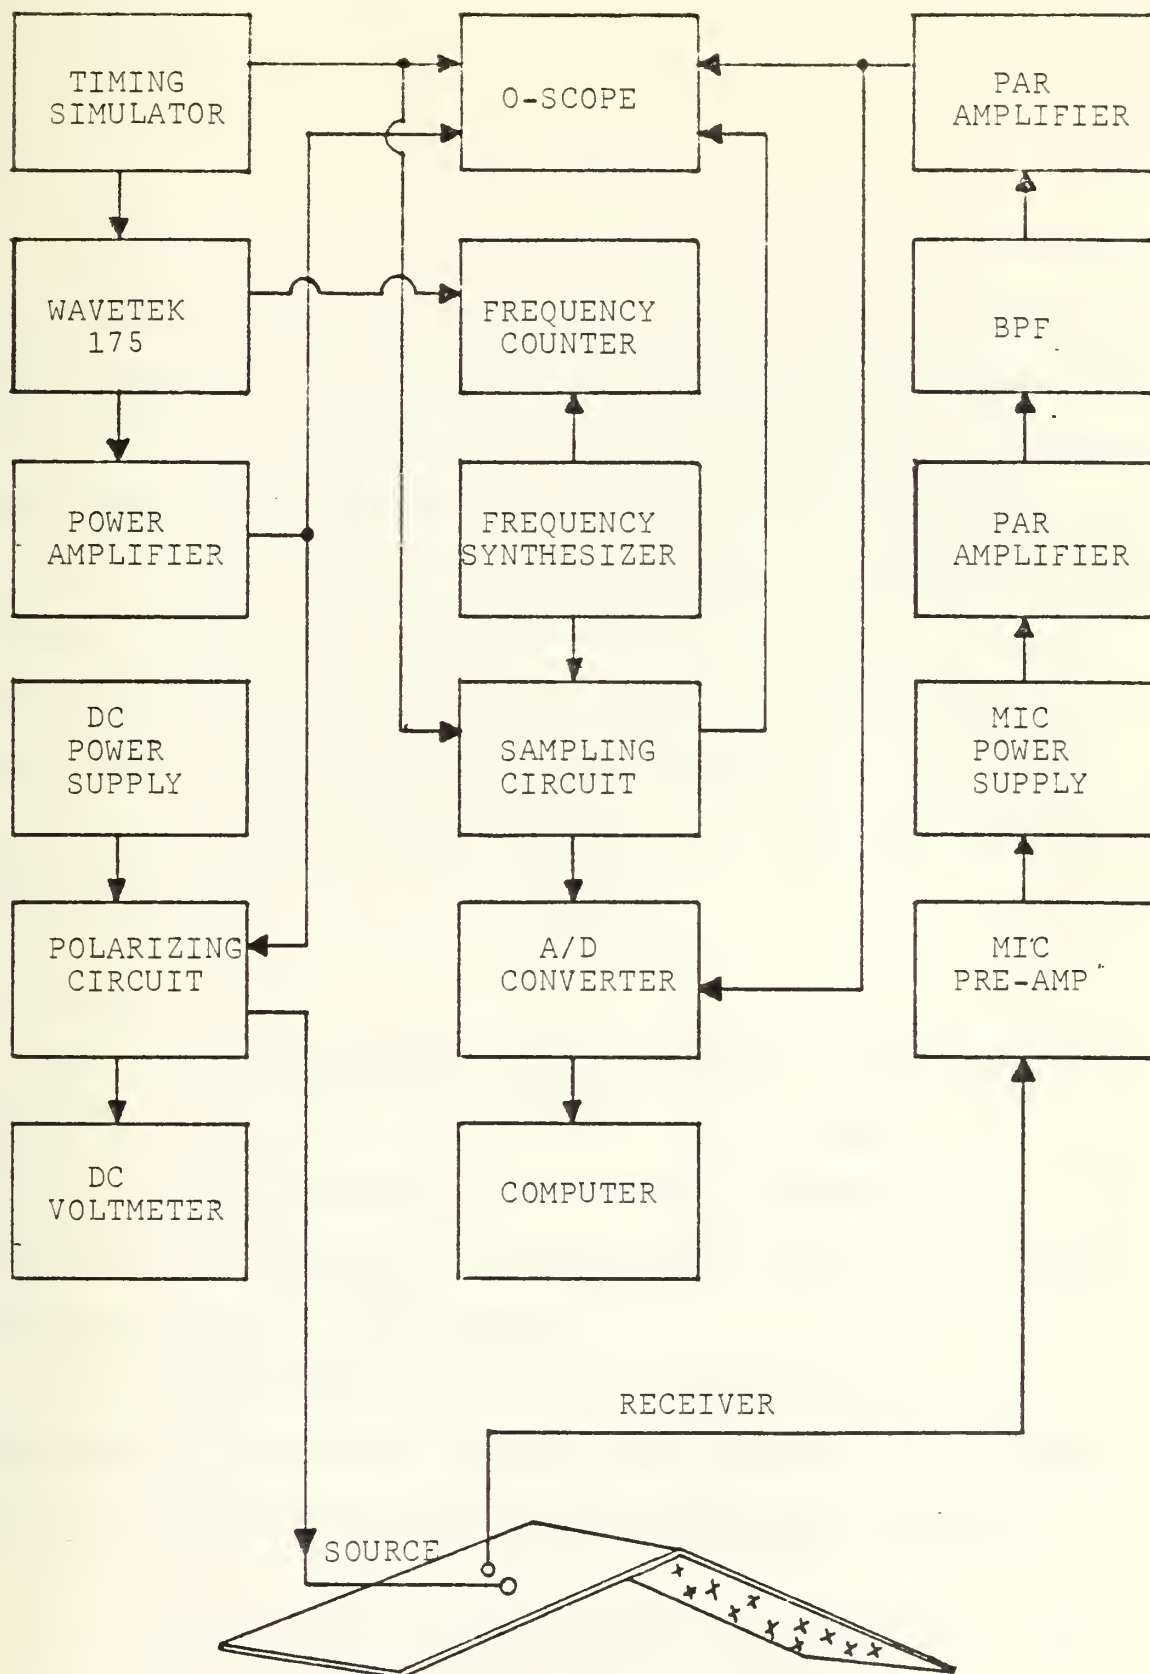 TIMING
SIMULATOR
O-SCOPE
PAR
AMPLIFIER
WAVETEK
175
FREQUENCY
COUNTER
BPF
POWER
AMPLIFIER
FREQUENCY
SYNTHESIZER
PAR
AMPLIFIER
DC
POWER
SUPPLY
SAMPLING
CIRCUIT
MIC
POWER
SUPPLY
POLARIZING
CIRCUIT
A/D
CONVERTER
MIC
PRE-AMP
DC
VOLTMETER
COMPUTER
RECEIVER
SOURCE